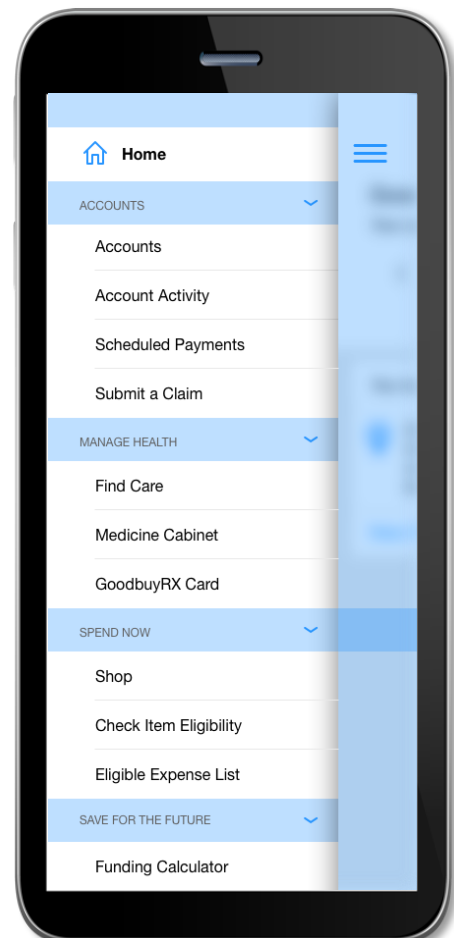 Home
ACCOUNTS
Accounts
Account Activity
Scheduled Payments
Submit a Claim
MANAGE HEALTH
Find Care
Medicine Cabinet
GoodbuyRX Card
SPEND NOW
Shop
Check Item Eligibility
Eligible Expense List
SAVE FOR THE FUTURE
Funding Calculator